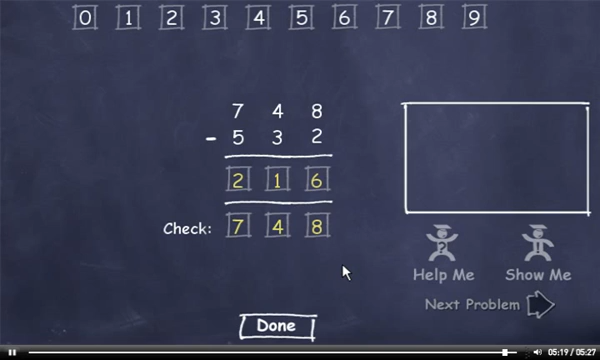 0 1 2 3 4 5 6 7 8 9
7 4 8
- 5 3 2
2 1 6
Check: 7 4 8
? !
Help Me Show Me
Next Problem
Done
05:19 / 05:27